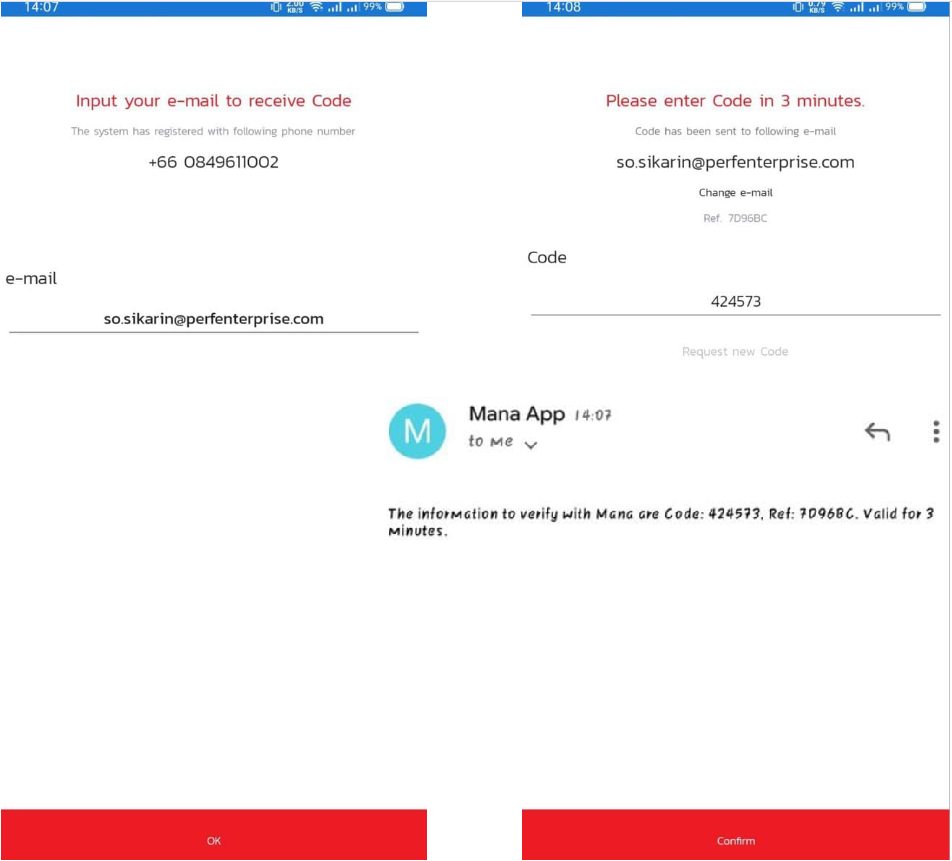 14:07
2.00 KB/S 99%
Input your e-mail to receive Code
The system has registered with following phone number
+66 0849611002
e-mail
so.sikarin@perfenterprise.com
OK
14:08
0.79 KB/S 99%
Please enter Code in 3 minutes.
Code has been sent to following e-mail
so.sikarin@perfenterprise.com
Change e-mail
Ref. 7D96BC
Code
424573
Request new Code
M
Mana App 14:07
to me
The information to verify with Mana are Code: 424573, Ref: 7D96BC. Valid for 3
minutes.
Confirm